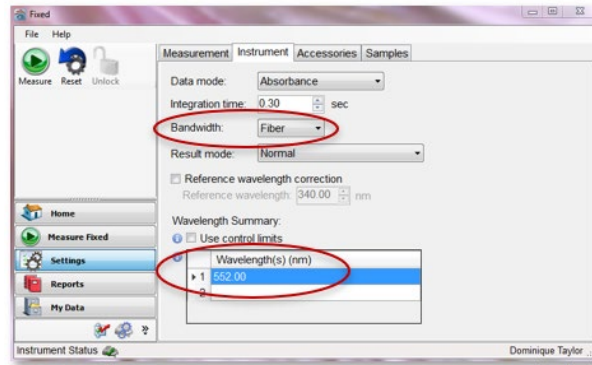 Fixed
File Help
Measure Reset Unlock
Measurement Instrument Accessories Samples
Data mode: Absorbance
Integration time: 0.30 sec
Bandwidth: Fiber
Result mode: Normal
Reference wavelength correction
Reference wavelength: 340.00 nm
Wavelength Summary:
Use control limits
Wavelength(s) (nm)
1 552.00
2
Home
Measure Fixed
Settings
Reports
My Data
Instrument Status
Dominique Taylor